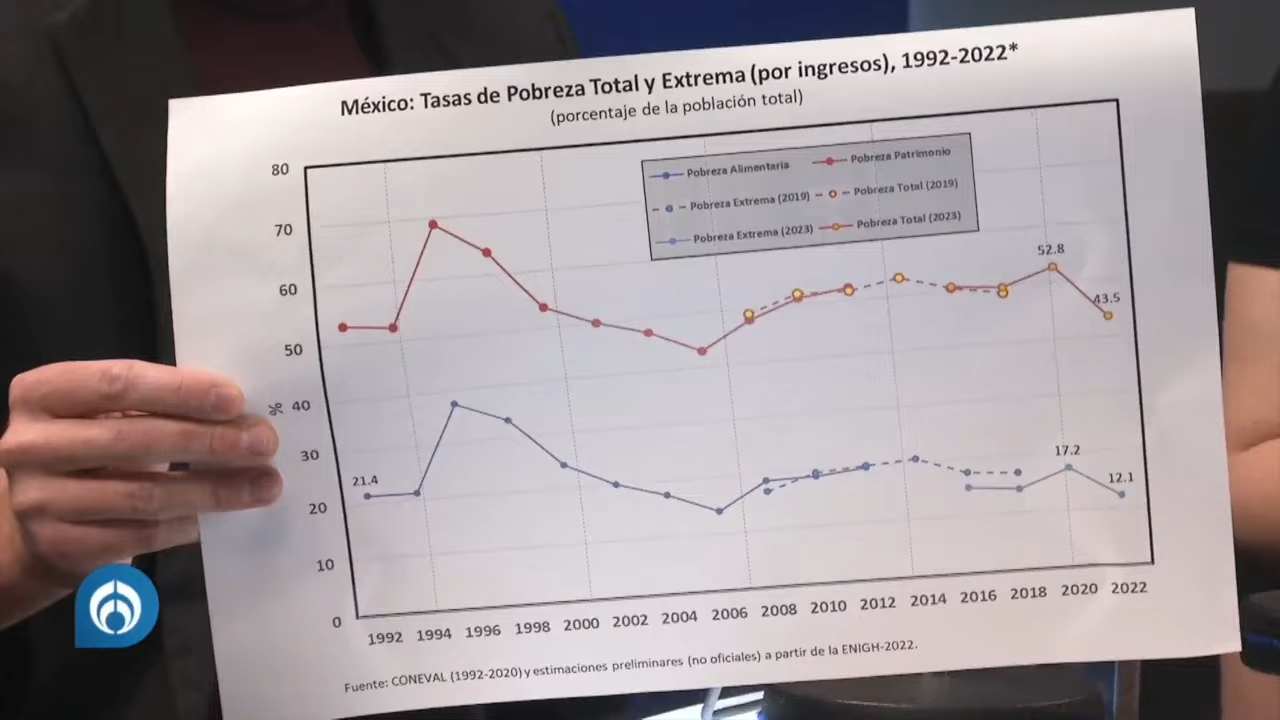 México: Tasas de Pobreza Total y Extrema (por ingresos), 1992-2022*
(porcentaje de la población total)
80
70
60
50
40
30
20
10
0
%
Pobreza Alimentaria
Pobreza Patrimonio
Pobreza Extrema (2019)
Pobreza Total (2019)
Pobreza Extrema (2023)
Pobreza Total (2023)
52.8
43.5
21.4
17.2
12.1
1992 1994 1996 1998 2000 2002 2004 2006 2008 2010 2012 2014 2016 2018 2020 2022
Fuente: CONEVAL (1992-2020) y estimaciones preliminares (no oficiales) a partir de la ENIGH-2022.